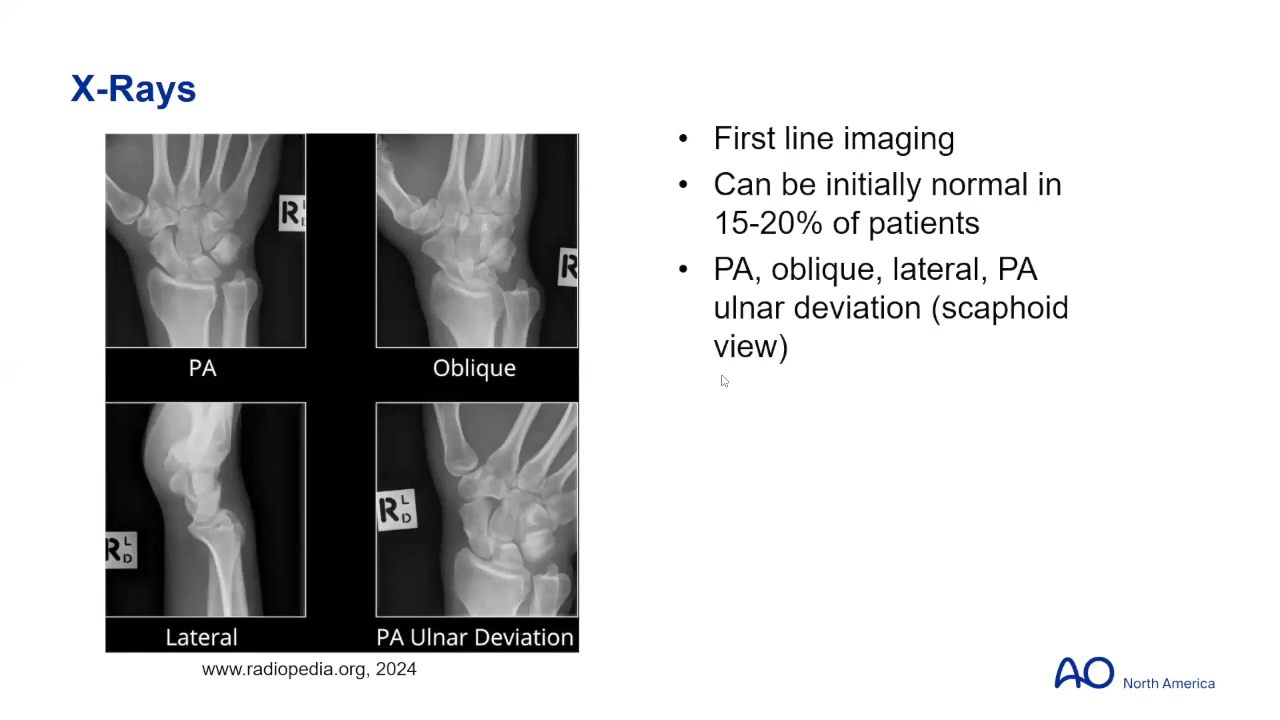 X-Rays
R L
D
PA
R
Oblique
R L
D
Lateral
R L
D
PA Ulnar Deviation
www.radiopedia.org, 2024
• First line imaging
• Can be initially normal in
15-20% of patients
• PA, oblique, lateral, PA
ulnar deviation (scaphoid
view)
AO North America